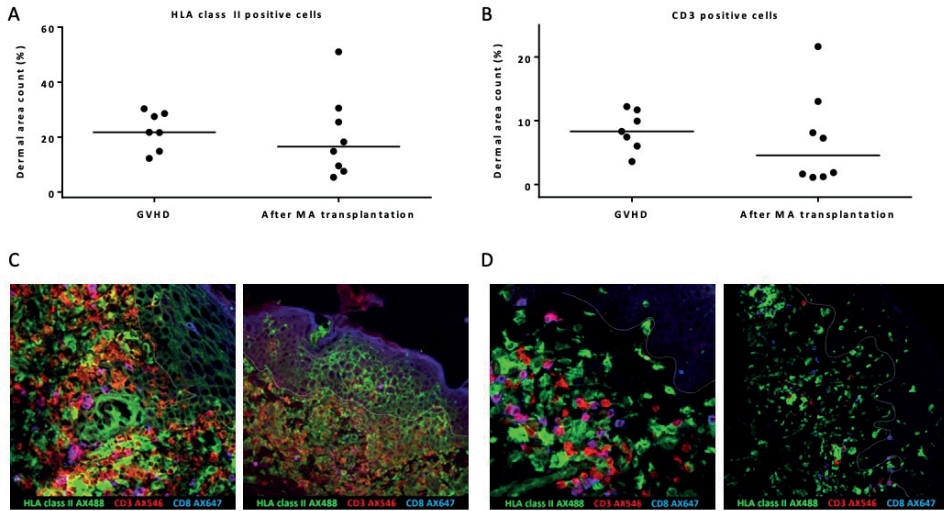 A
HLA class II positive cells
Dermal area count (%)
60
40
20
0
GVHD
After MA transplantation
B
CD3 positive cells
Dermal area count (%)
20
10
0
GVHD
After MA transplantation
C
HLA class II AX488 CD3 AX546 CD8 AX647
HLA class II AX488 CD3 AX546 CD8 AX647
D
HLA class II AX488 CD3 AX546 CD8 AX647
HLA class II AX488 CD3 AX546 CD8 AX647